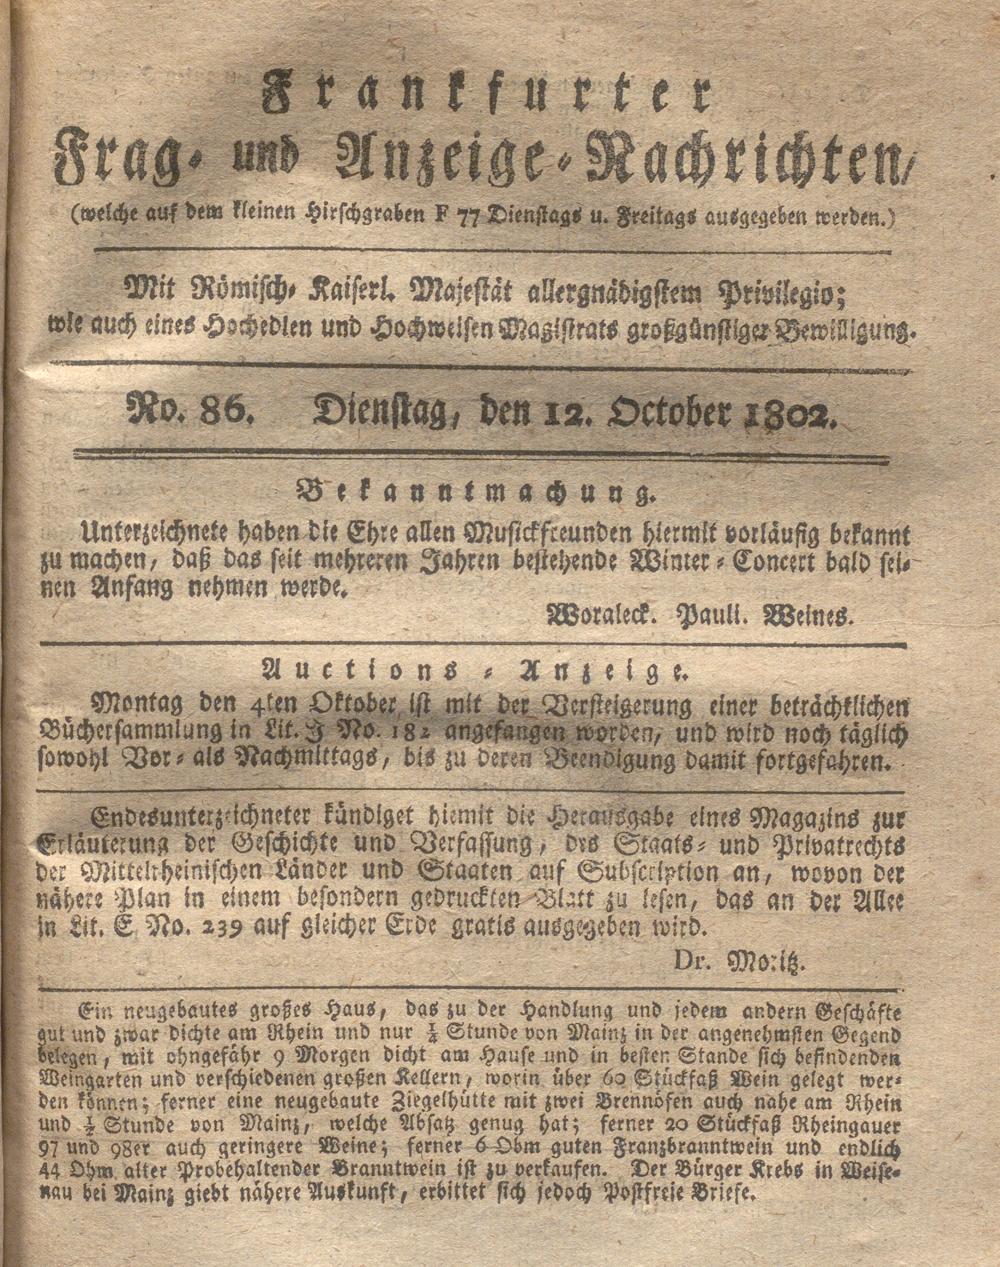 Frankfurter
Frag- und Anzeige-Nachrichten,
(welche auf dem kleinen Hirschgraben F 77 Dienstags u. Freitags ausgegeben werden.)
Mit Römisch- Kaiserl. Majestät allergnädigstem Privilegio;
wie auch eines Hochedlen und Hochweisen Magistrats großgünstiger Bewilligung.
No. 86. Dienstag, den 12. October 1802.
Bekanntmachung.
Unterzeichnete haben die Ehre allen Musickfreunden hiermit vorläufig bekannt
zu machen, daß das seit mehreren Jahren bestehende Winter-Concert bald sei-
nen Anfang nehmen werde.
Woraleck. Pauli. Weines.
Auctions-Anzeige.
Montag den 4ten Oktober ist mit der Versteigerung einer beträchtlichen
Büchersammlung in Lit. J No. 182 angefangen worden, und wird noch täglich
sowohl Vor- als Nachmittags, bis zu deren Beendigung damit fortgefahren.
Endesunterzeichneter kündiget hiemit die Herausgabe eines Magazins zur
Erläuterung der Geschichte und Verfassung, des Staats- und Privatrechts
der Mittelrheinischen Länder und Staaten auf Subscription an, wovon der
nähere Plan in einem besondern gedruckten Blatt zu lesen, das an der Allee
in Lit. E No. 239 auf gleicher Erde gratis ausgegeben wird.
Dr. Moritz.
Ein neugebautes großes Haus, das zu der Handlung und jedem andern Geschäfte
gut und zwar dichte am Rhein und nur Stunde von Mainz in der angenehmsten Gegend
belegen, mit ohngefähr 9 Morgen dicht am Hause und in besten Stande sich befindenden
Weingarten und verschiedenen großen Kellern, worin über 60 Stückfaß Wein gelegt wer-
den können; ferner eine neugebaute Ziegelhütte mit zwei Brennöfen auch nahe am Rhein
und ½ Stunde von Mainz, welche Absatz genug hat; ferner 20 Stückfaß Rheingauer
97 und 98er auch geringere Weine; ferner 6 Ohm guten Franzbranntwein und endlich
44 Ohm alter Probehaltender Branntwein ist zu verkaufen. Der Bürger Krebs in Weise-
nau bei Mainz giebt nähere Auskunft, erbittet sich jedoch Postfreie Briefe.